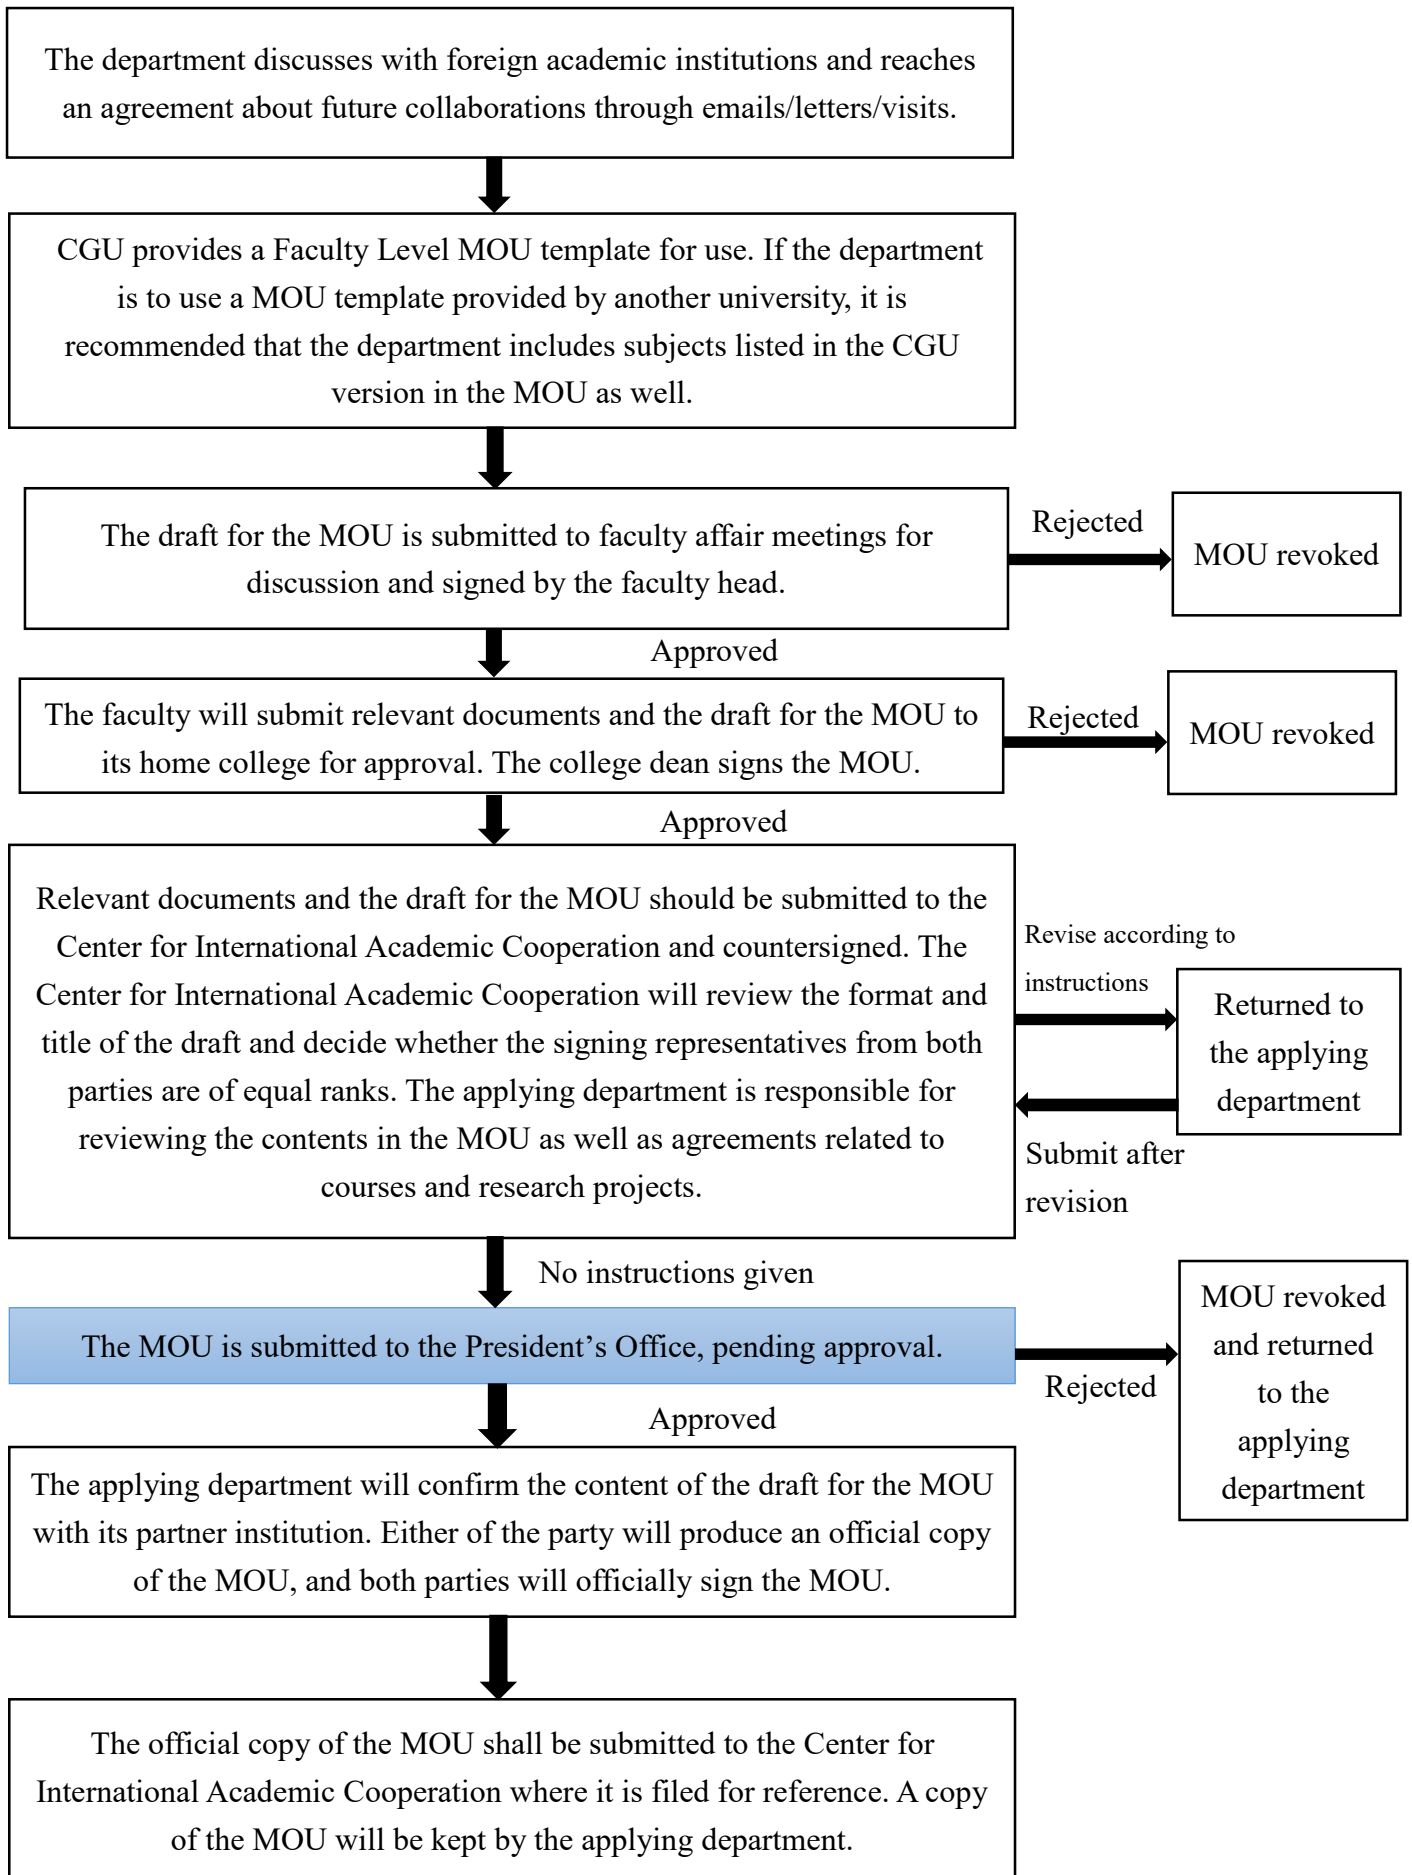 The department discusses with foreign academic institutions and reaches
an agreement about future collaborations through emails/letters/visits.
CGU provides a Faculty Level MOU template for use. If the department
is to use a MOU template provided by another university, it is
recommended that the department includes subjects listed in the CGU
version in the MOU as well.
The draft for the MOU is submitted to faculty affair meetings for
discussion and signed by the faculty head.
Rejected
MOU revoked
Approved
The faculty will submit relevant documents and the draft for the MOU to
its home college for approval. The college dean signs the MOU.
Rejected
MOU revoked
Approved
Relevant documents and the draft for the MOU should be submitted to the
Center for International Academic Cooperation and countersigned. The
Center for International Academic Cooperation will review the format and
title of the draft and decide whether the signing representatives from both
parties are of equal ranks. The applying department is responsible for
reviewing the contents in the MOU as well as agreements related to
courses and research projects.
Revise according to
instructions
Returned to
the applying
department
Submit after
revision
No instructions given
The MOU is submitted to the President’s Office, pending approval.
Rejected
MOU revoked
and returned
to the
applying
department
Approved
The applying department will confirm the content of the draft for the MOU
with its partner institution. Either of the party will produce an official copy
of the MOU, and both parties will officially sign the MOU.
The official copy of the MOU shall be submitted to the Center for
International Academic Cooperation where it is filed for reference. A copy
of the MOU will be kept by the applying department.